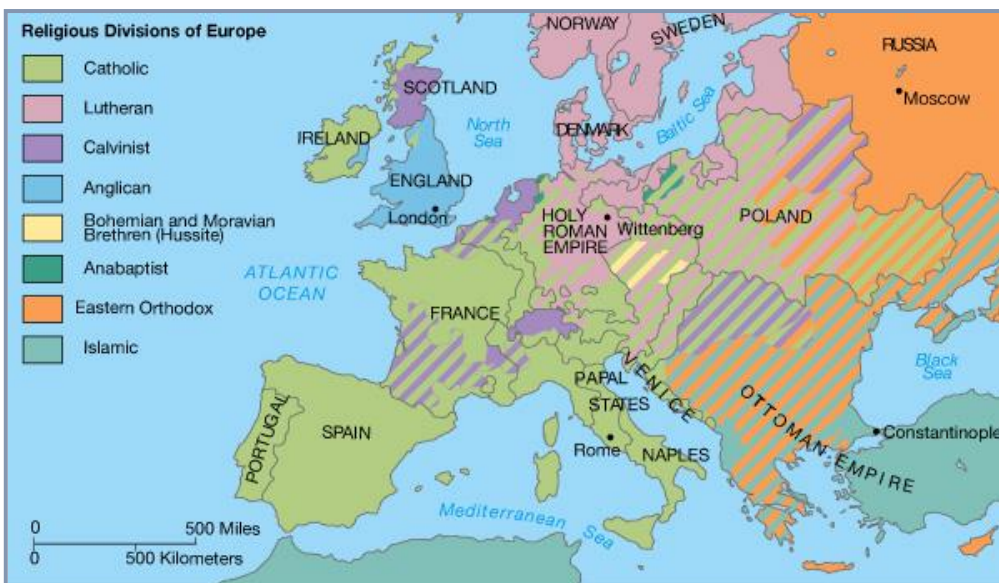 Religious Divisions of Europe
Catholic
Lutheran
Calvinist
Anglican
Bohemian and Moravian
Brethren (Hussite)
Anabaptist
Eastern Orthodox
Islamic
NORWAY
SWEDEN
RUSSIA
Moscow
SCOTLAND
North
Sea
DENMARK
Baltic Sea
IRELAND
ENGLAND
London
HOLY
ROMAN
EMPIRE
Wittenberg
POLAND
ATLANTIC
OCEAN
FRANCE
Black
Sea
VENICE
PAPAL
STATES
OTTOMAN EMPIRE
Constantinople
PORTUGAL
SPAIN
Rome
NAPLES
Mediterranean Sea
0 500 Miles
0 500 Kilometers